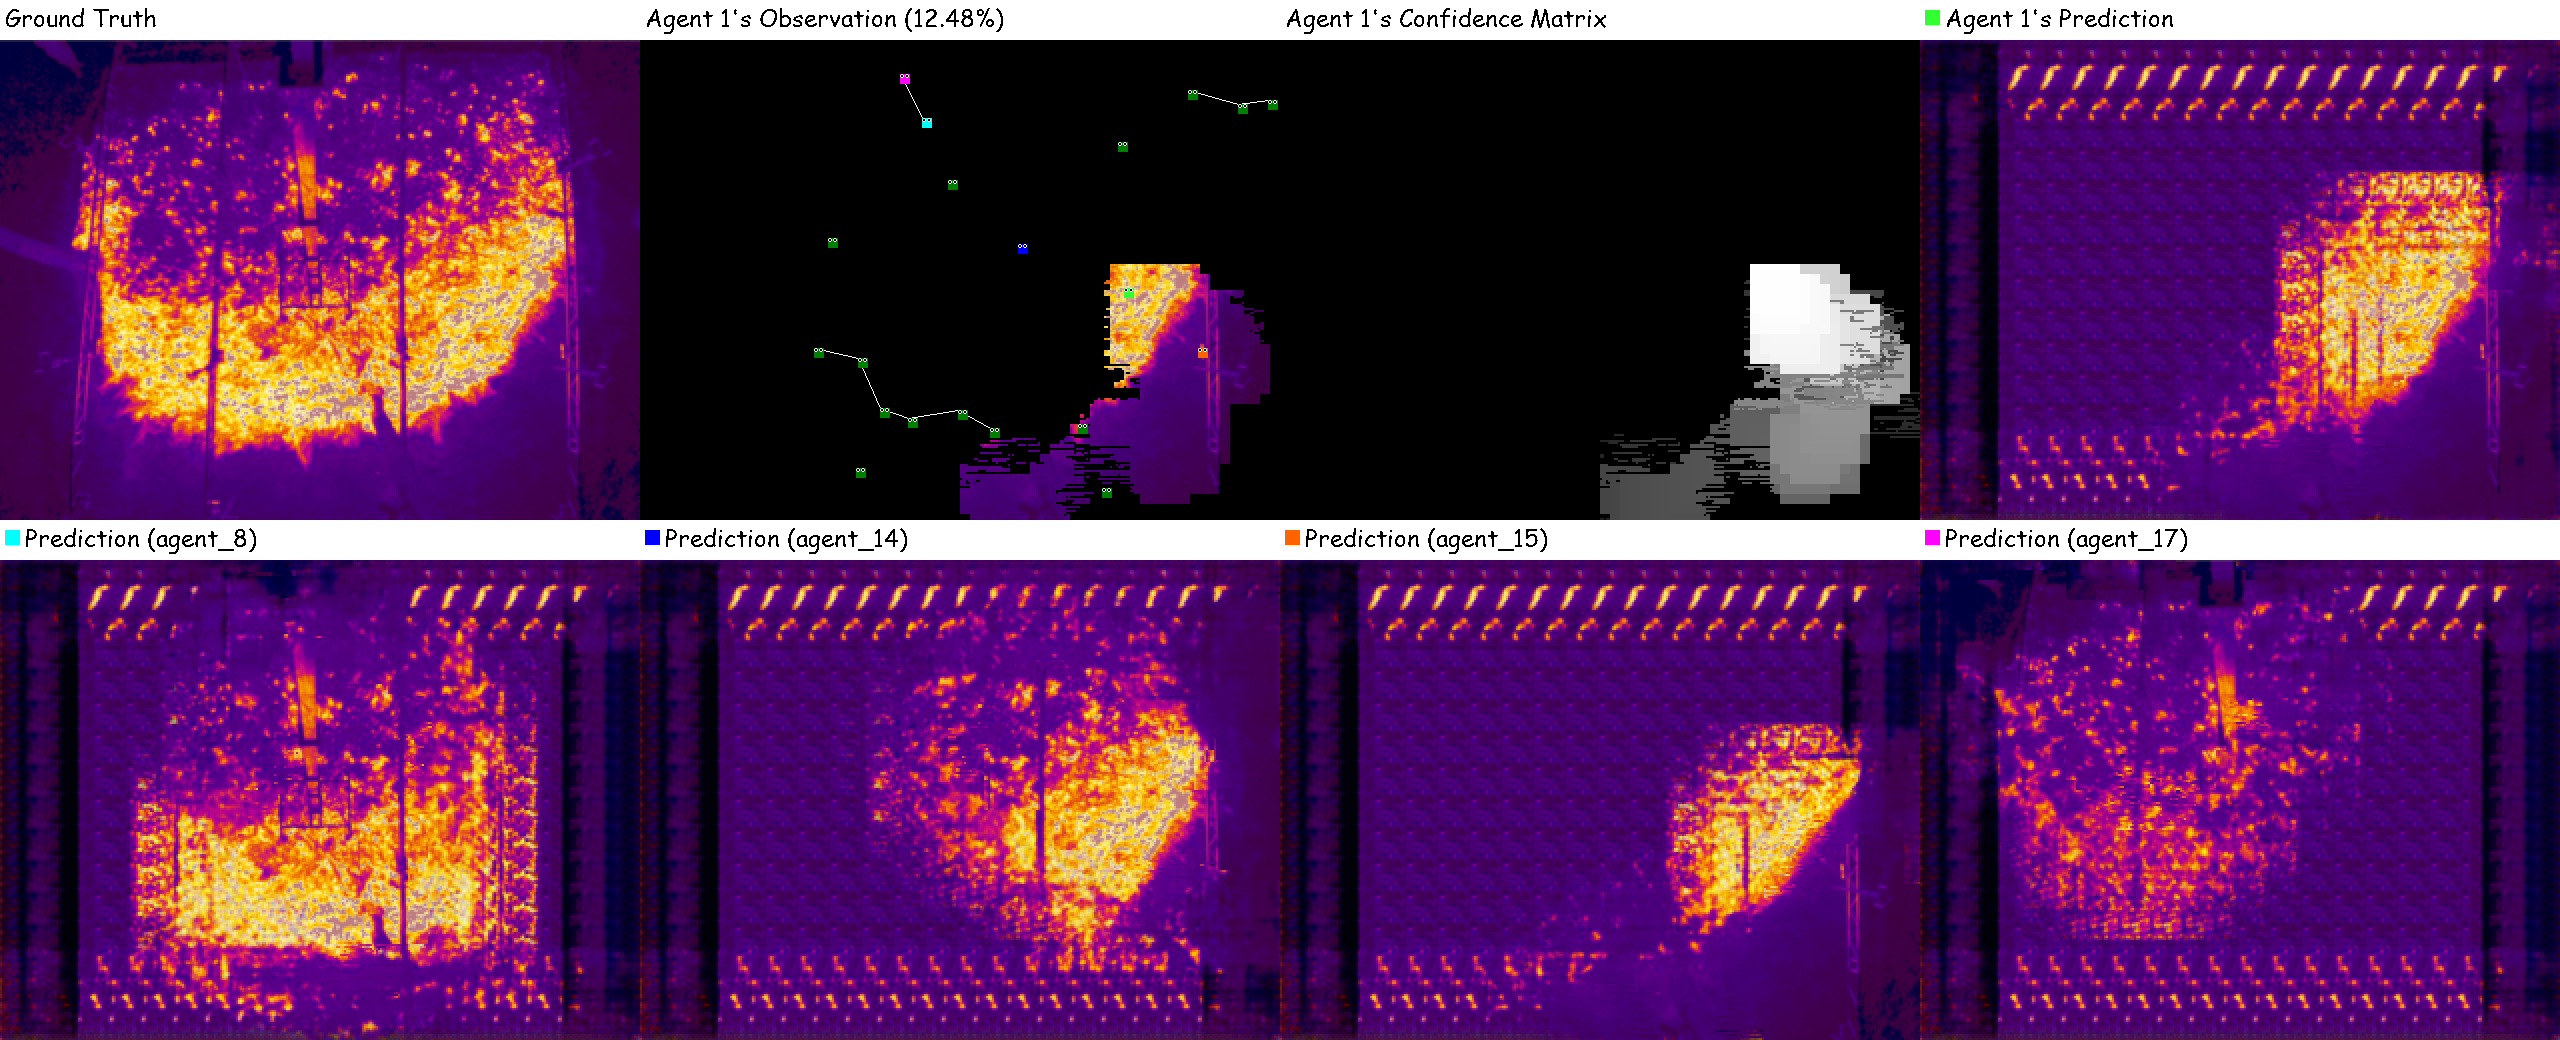 Ground Truth
Agent 1's Observation (12.48%)
Agent 1's Confidence Matrix
Agent 1's Prediction
Prediction (agent_8)
Prediction (agent_14)
Prediction (agent_15)
Prediction (agent_17)